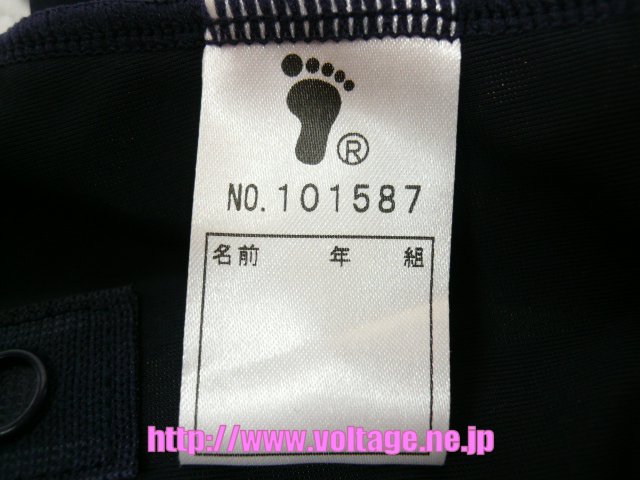 ®
NO.101587
名前 年 組
http://www.voltage.ne.jp